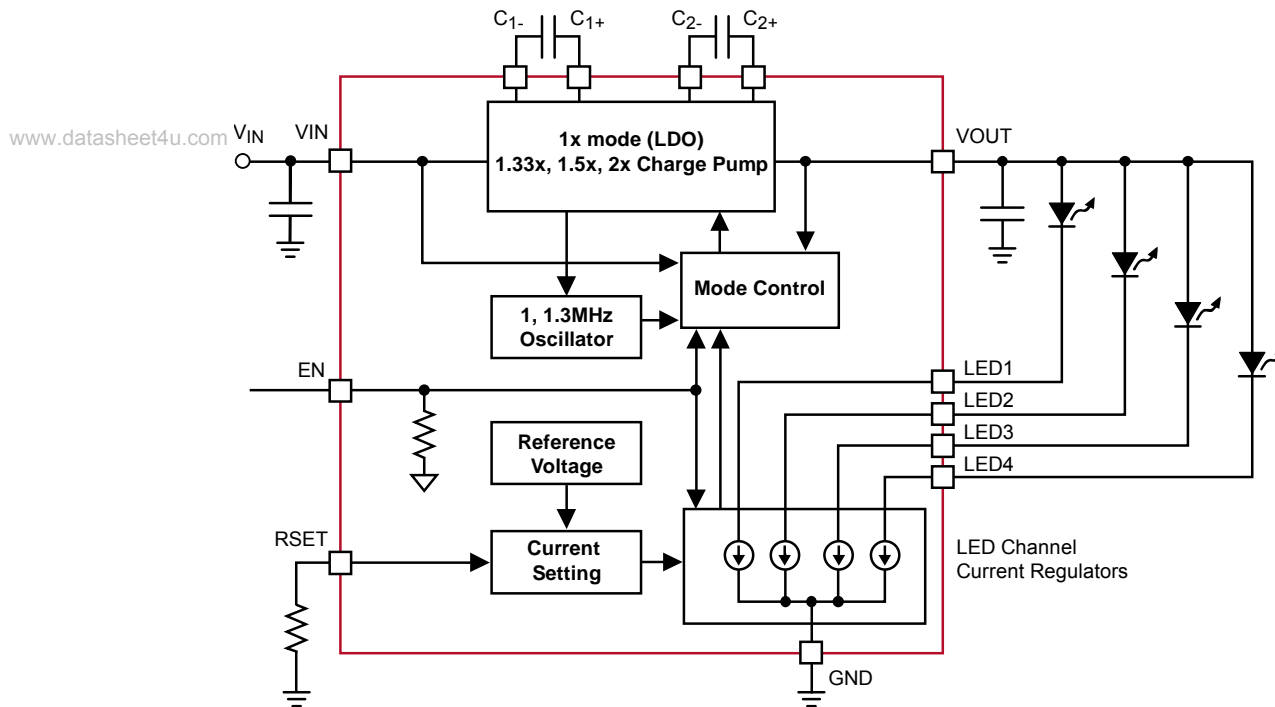 C1- C1+ C2- C2+
www.datasheet4u.com
VIN
VIN
1x mode (LDO)
1.33x, 1.5x, 2x Charge Pump
VOUT
Mode Control
1, 1.3MHz
Oscillator
EN
LED1
LED2
LED3
LED4
Reference
Voltage
RSET
Current
Setting
LED Channel
Current Regulators
GND